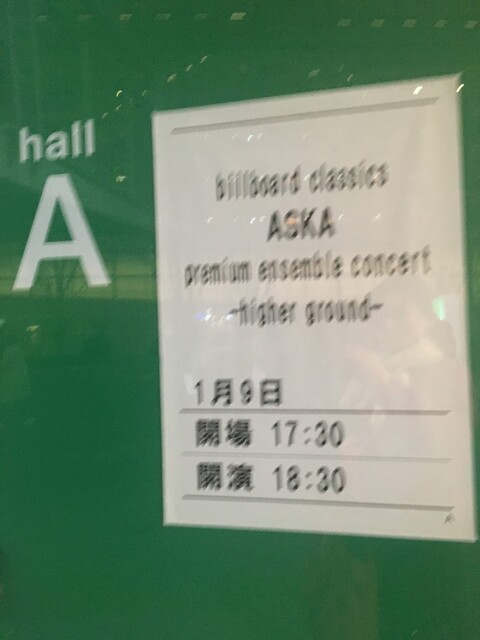 hall
A
billboard classics
ASKA
premium ensemble concert
-higher ground-
1月9日
開場 17:30
開演 18:30